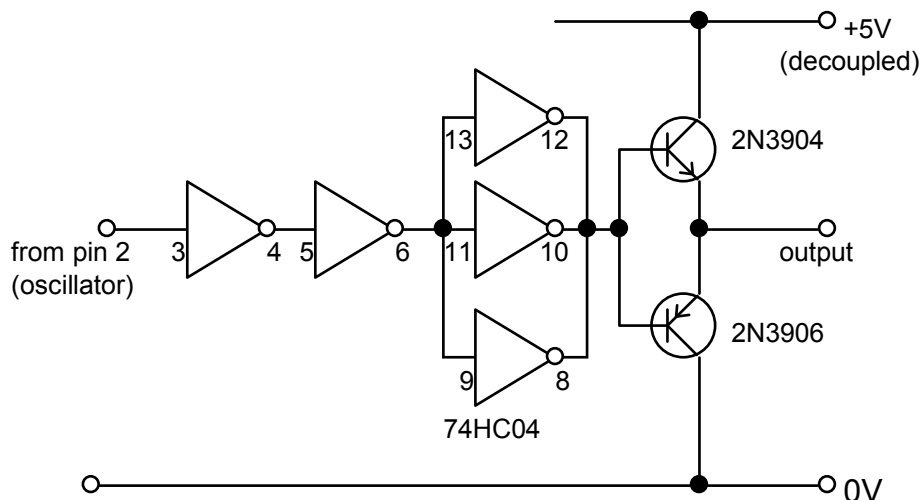 +5V
(decoupled)
13
12
2N3904
from pin 2
(oscillator)
3
4
5
6
11
10
output
2N3906
9
8
74HC04
0V